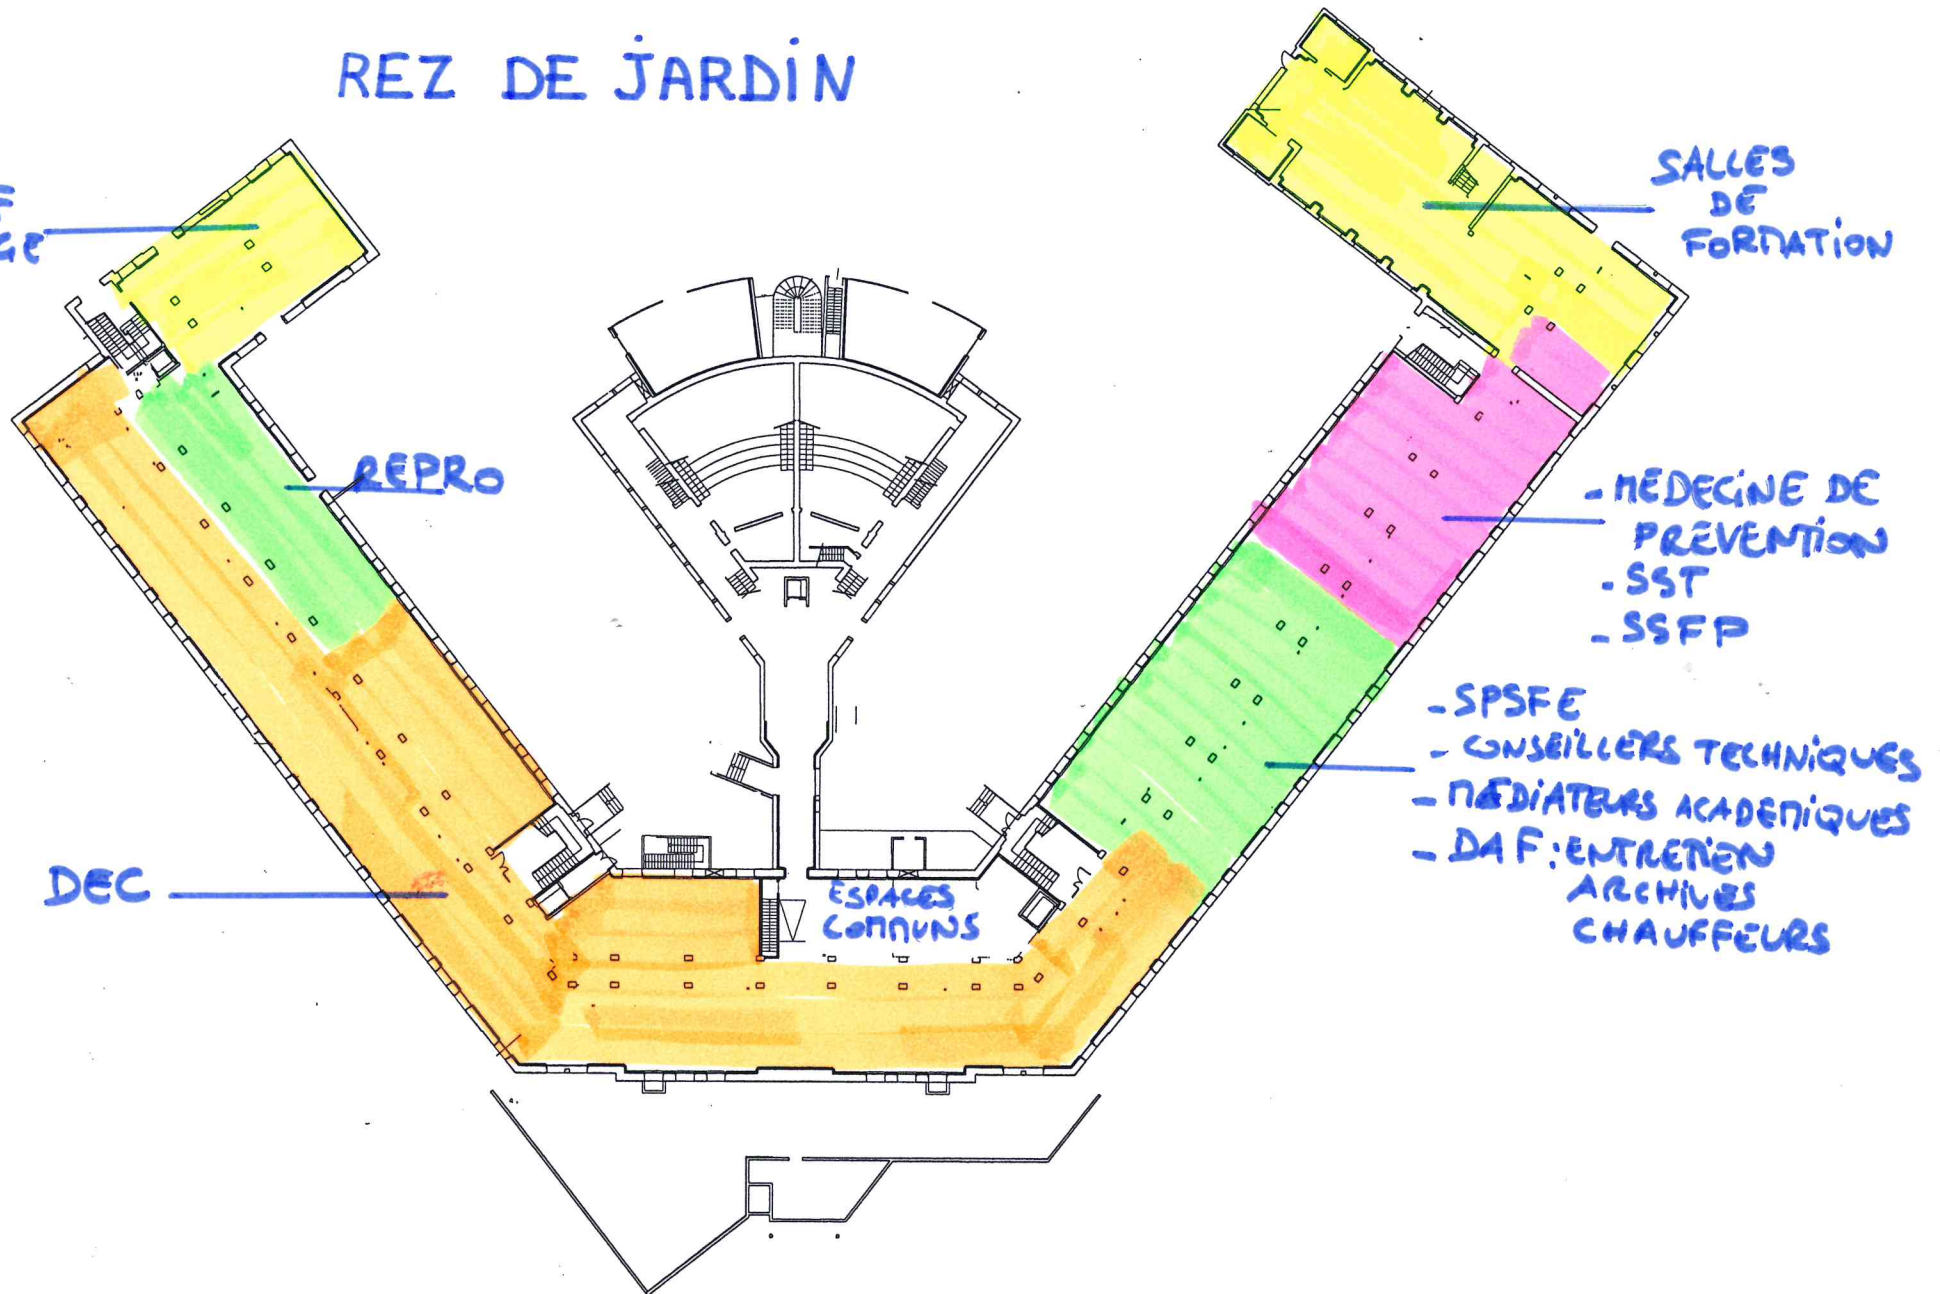 REZ DE JARDIN
SALLES
DE
FORMATION
REPRO
- MEDECINE DE
PREVENTION
- SST
- SSFP
- SPSFE
- CONSEILLERS TECHNIQUES
- MEDIATEURS ACADEMIQUES
- DAF : ENTRETIEN
ARCHIVES
CHAUFFEURS
DEC
ESPACES
COMMUNS